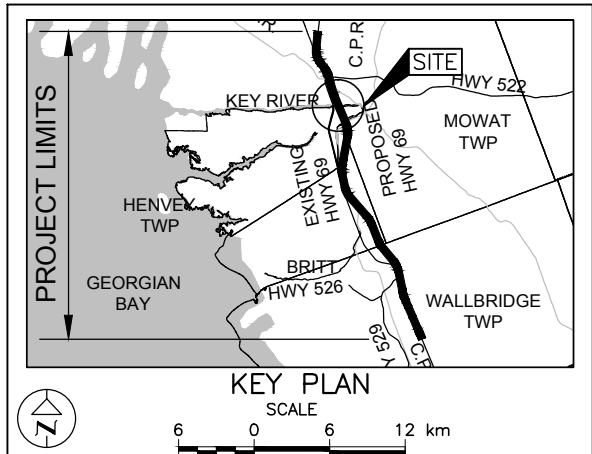 C.P.R.
SITE
HWY 522
KEY RIVER
MOWAT
TWP
PROPOSED
HWY 69
EXISTING
HWY 69
PROJECT LIMITS
HENVEY
TWP
GEORGIAN
BAY
BRITT
HWY 526
WALLBRIDGE
TWP
Y 529
C.P
KEY PLAN
SCALE
6 0 6 12 km
N